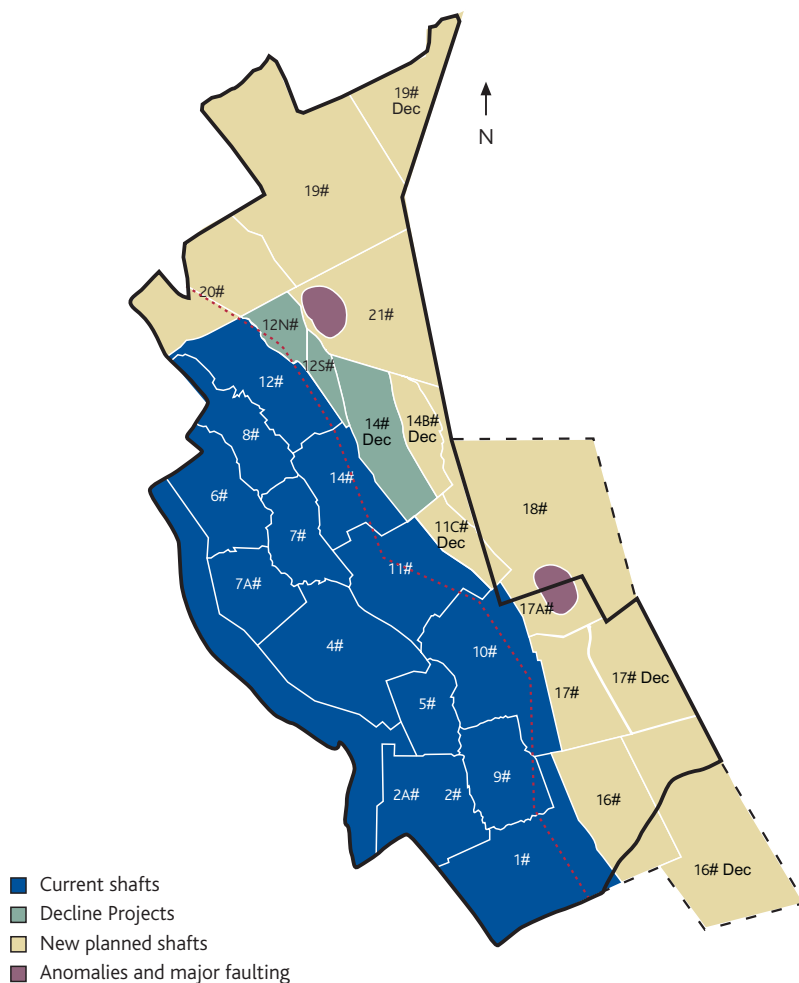 19#
Dec
N
19#
20#
12N#
21#
12S#
12#
14#
Dec
14B#
Dec
8#
14#
6#
18#
11C#
Dec
7#
11#
7A#
17A#
4#
10#
17# Dec
5#
17#
9#
2A#
2#
16#
1#
16# Dec
Current shafts
Decline Projects
New planned shafts
Anomalies and major faulting